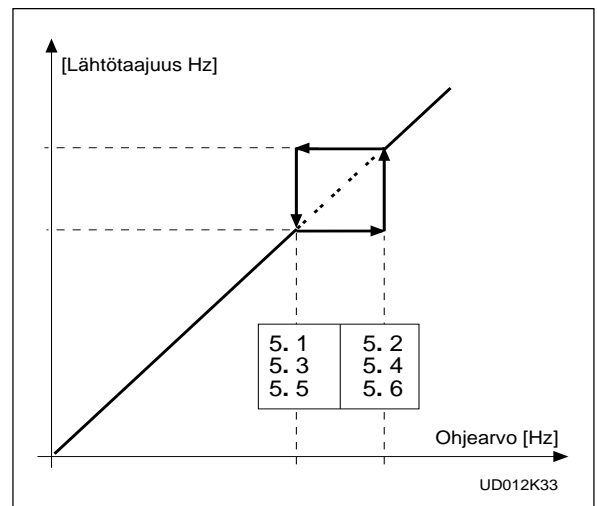 [Lähtötaajuus Hz]
5. 1 5. 2
5. 3 5. 4
5. 5 5. 6
Ohjearvo [Hz]
UD012K33